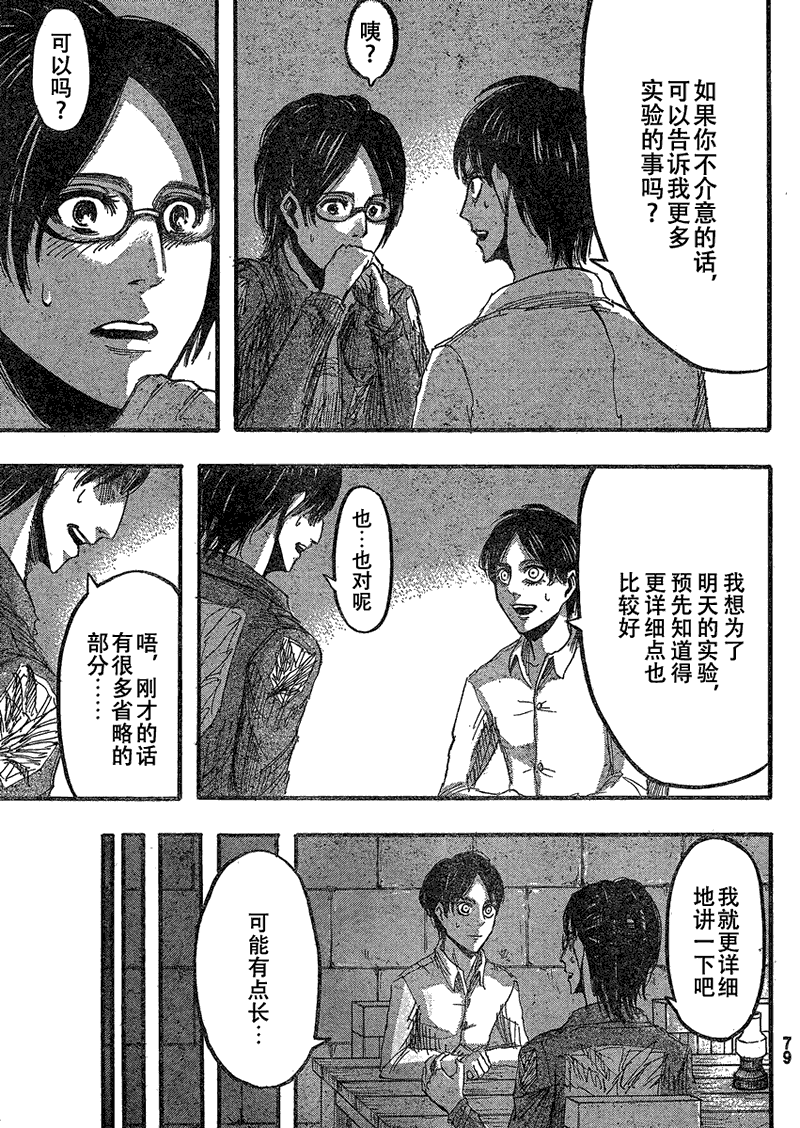 如果你不介意的话，
可以告诉我更多
实验的事吗？
咦？
可以吗？
我想为了
明天的实验，
预先知道得
更详细点也
比较好
也…也对呢
唔，刚才的话
有很多省略的
部分……
我就更详细
地讲一下吧
可能有点长…
79